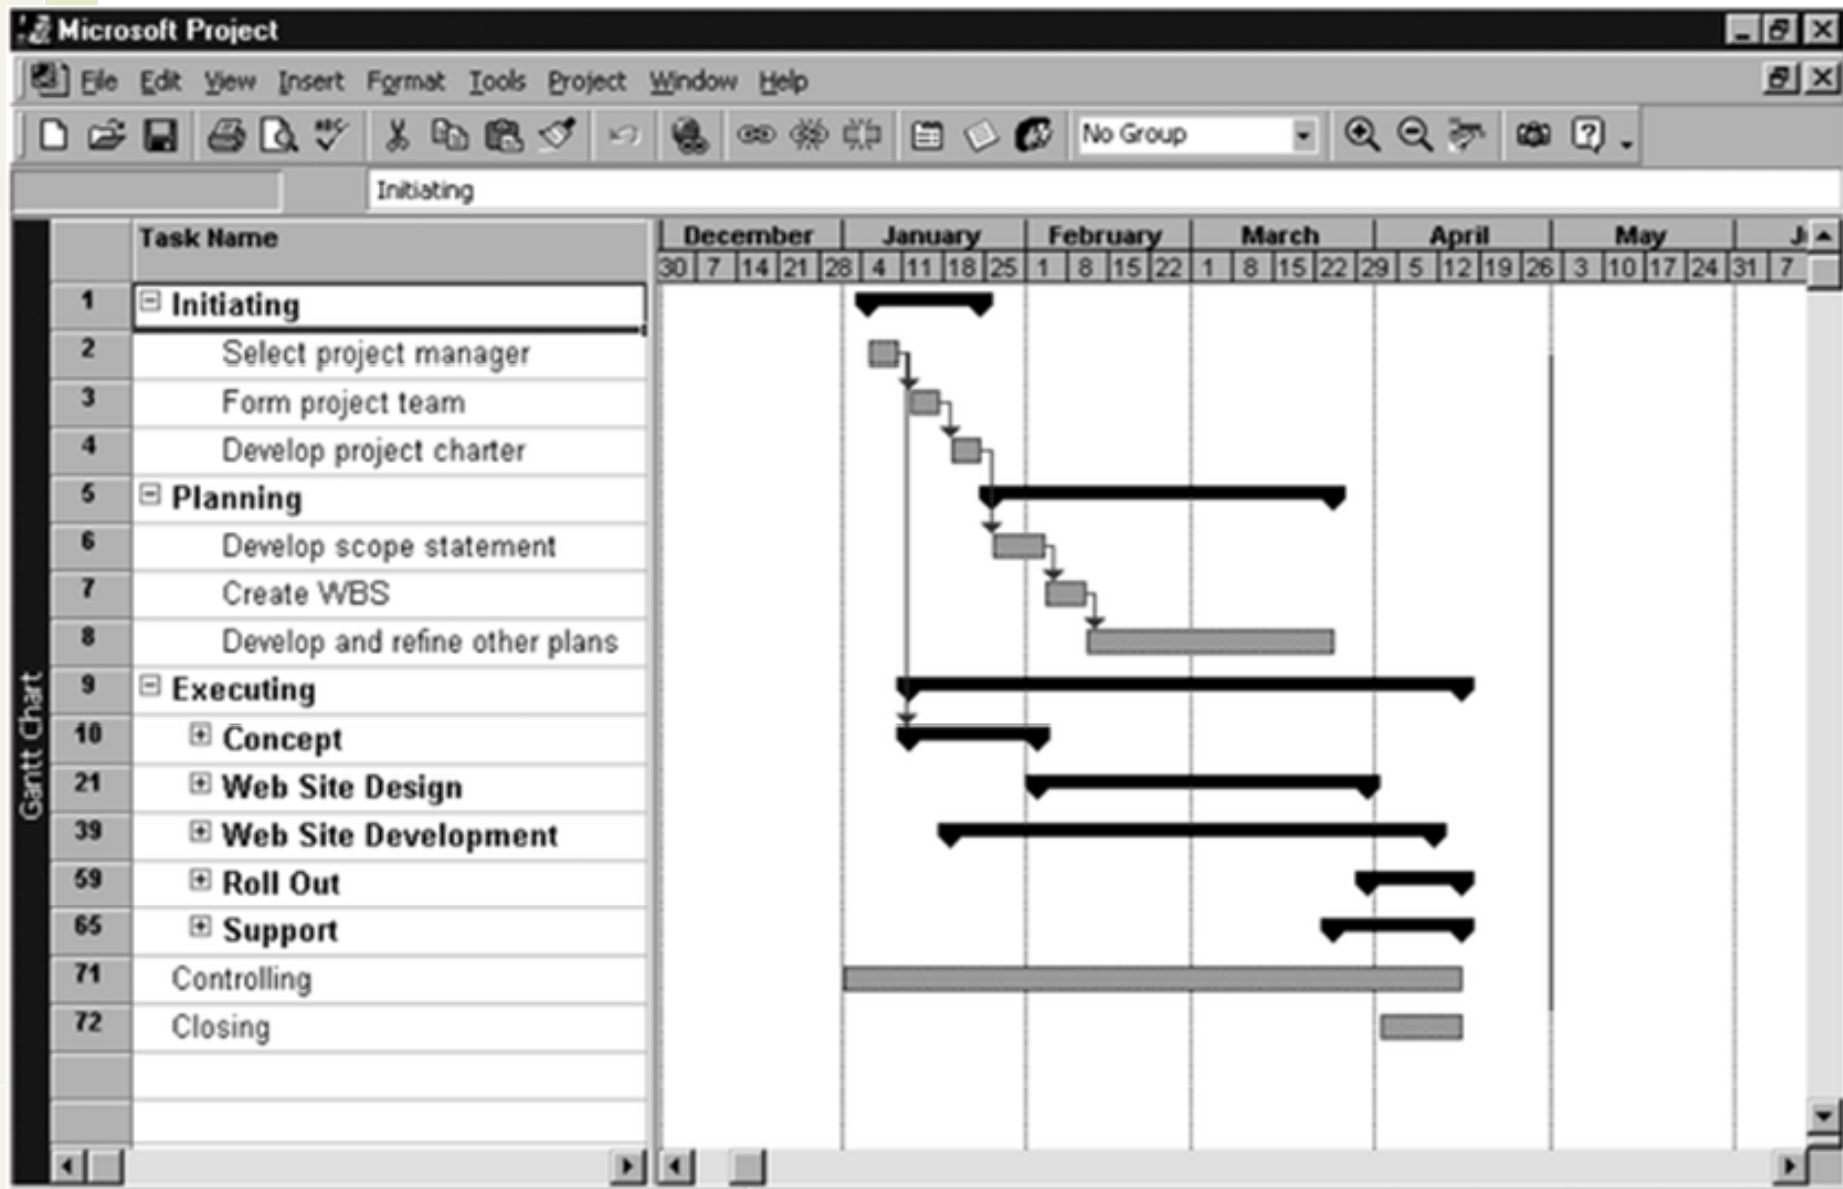 Microsoft Project
File Edit View Insert Format Tools Project Window Help
ABC No Group ?
Initiating
Task Name December January February March April May
30 7 14 21 28 4 11 18 25 1 8 15 22 1 8 15 22 29 5 12 19 26 3 10 17 24 31 7
1 Initiating
2 Select project manager
3 Form project team
4 Develop project charter
5 Planning
6 Develop scope statement
7 Create WBS
8 Develop and refine other plans
9 Executing
10 Concept
21 Web Site Design
39 Web Site Development
59 Roll Out
65 Support
71 Controlling
72 Closing
Gantt Chart